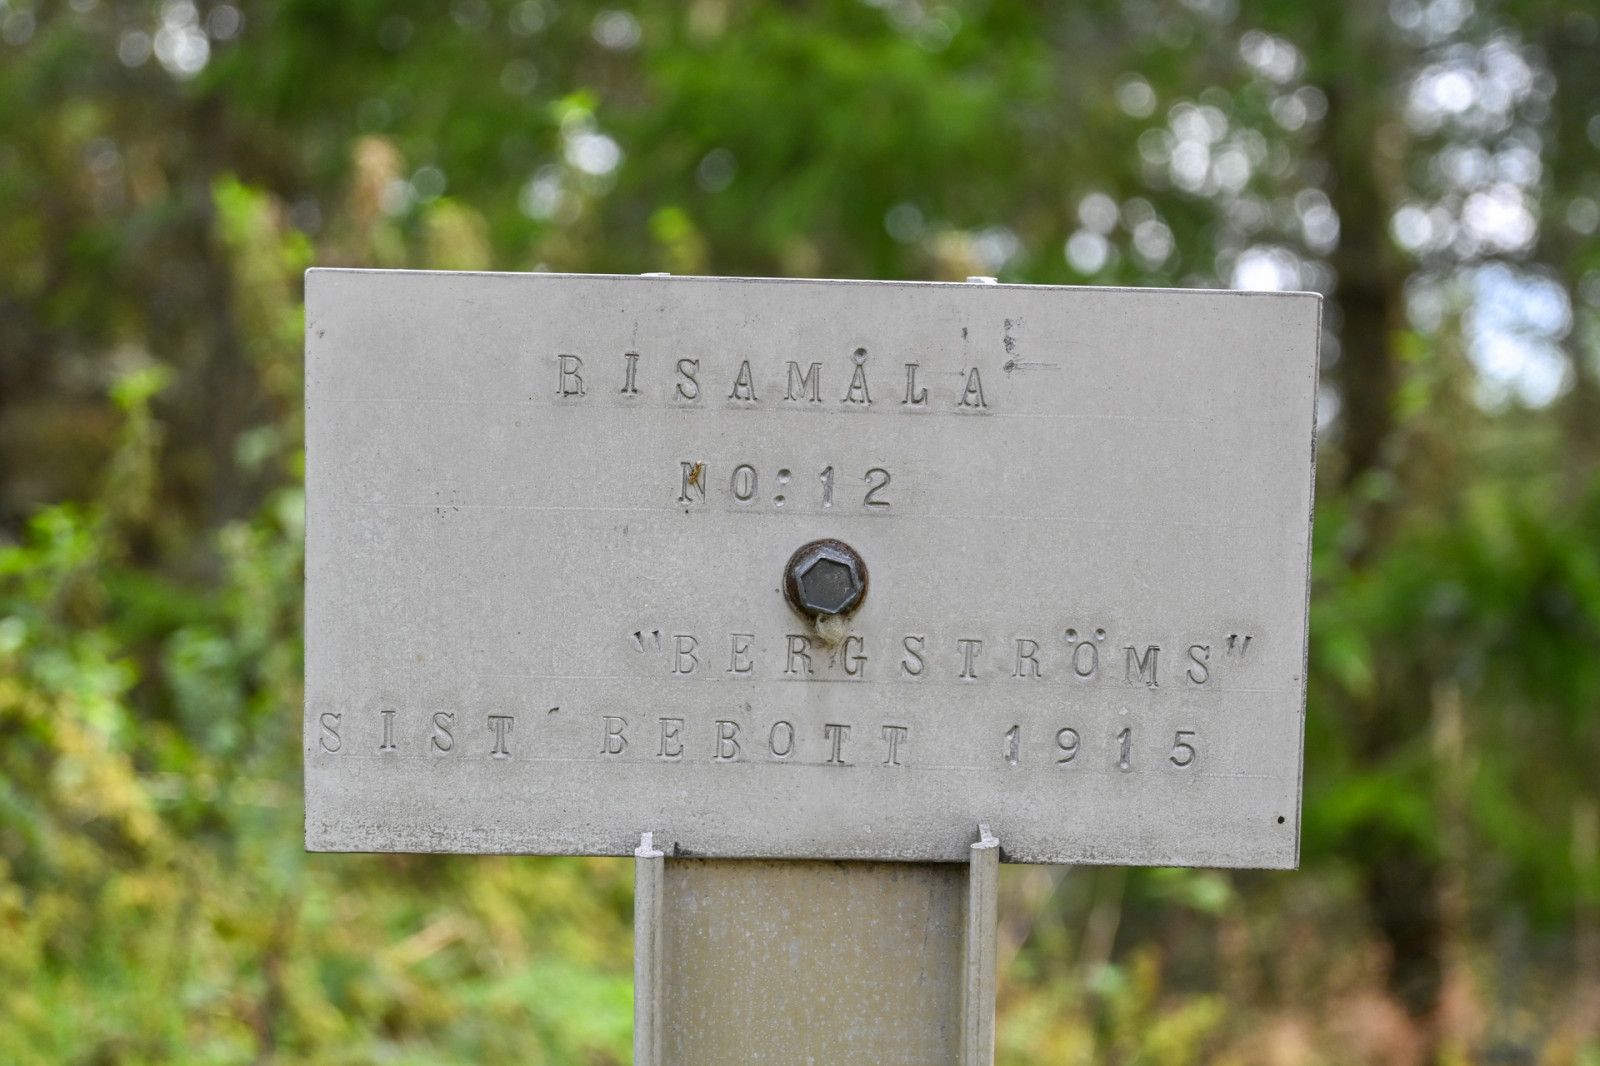 RISAMÅLA
NO:12
"BERGSTRÖMS"
SIST BEBOTT 1915